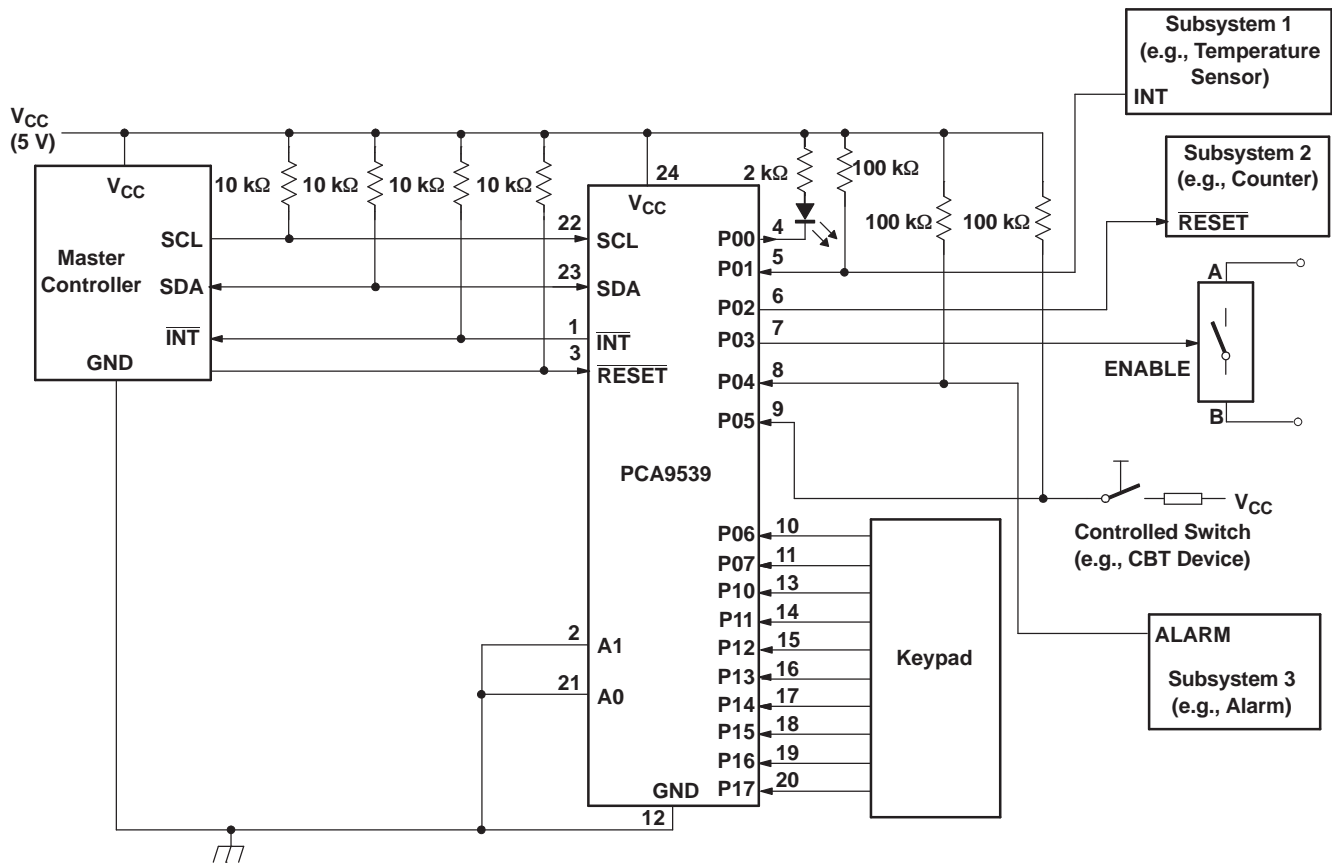 Subsystem 1
(e.g., Temperature
Sensor)
INT
VCC
(5 V)
VCC
SCL
Master
Controller
SDA
INT
GND
10 kΩ
10 kΩ
10 kΩ
10 kΩ
22
23
1
3
24
VCC
SCL
SDA
INT
RESET
PCA9539
2
A1
21
A0
GND
12
2 kΩ
100 kΩ
100 kΩ
100 kΩ
P00
4
P01
5
P02
6
P03
7
P04
8
P05
9
P06
10
P07
11
P10
13
P11
14
P12
15
P13
16
P14
17
P15
18
P16
19
P17
20
Keypad
Subsystem 2
(e.g., Counter)
RESET
A
ENABLE
B
VCC
Controlled Switch
(e.g., CBT Device)
ALARM
Subsystem 3
(e.g., Alarm)